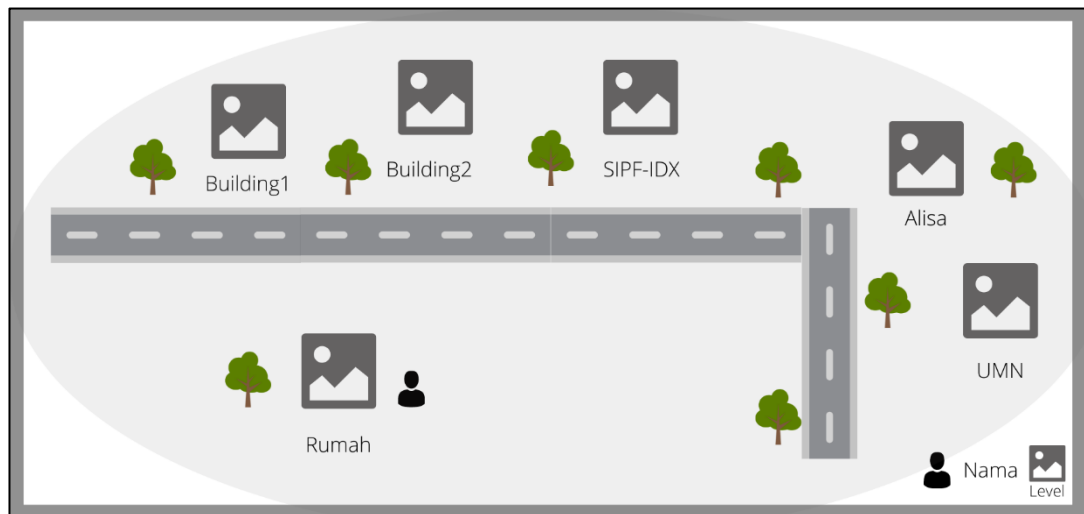 Building1
Building2
SIPF-IDX
Alisa
UMN
Rumah
Nama
Level